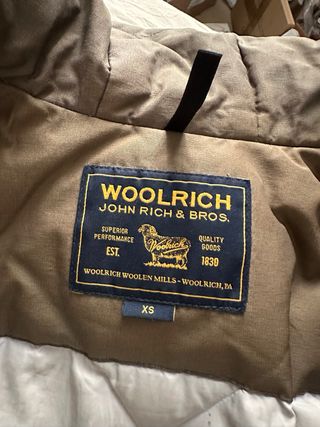 WOOLRICH
JOHN RICH & BROS.
SUPERIOR PERFORMANCE
QUALITY GOODS
Woolrich
EST.
1830
WOOLRICH WOOLEN MILLS - WOOLRICH, PA
XS